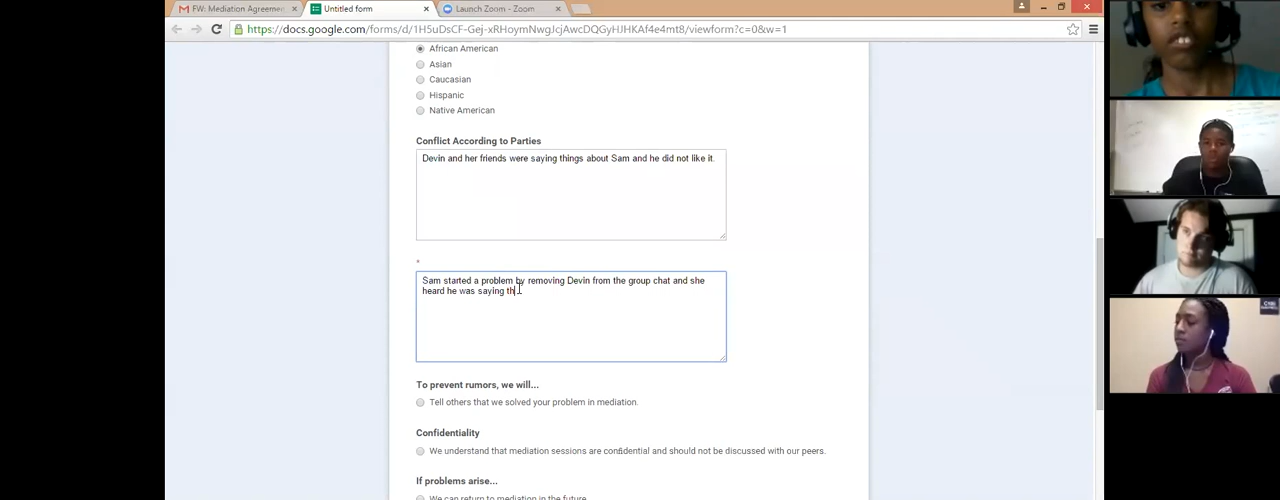 FW: Mediation Agreemen
Untitled form
Launch Zoom - Zoom
https://docs.google.com/forms/d/1H5uDsCF-Gej-xRHoymNwgJcjAwcDQGyHJHKAf4e4mt8/viewform?c=0&w=1
African American
Asian
Caucasian
Hispanic
Native American
Conflict According to Parties
Devin and her friends were saying things about Sam and he did not like it.
*
Sam started a problem by removing Devin from the group chat and she
heard he was saying th
To prevent rumors, we will...
Tell others that we solved your problem in mediation.
Confidentiality
We understand that mediation sessions are confidential and should not be discussed with our peers.
If problems arise...
We can return to mediation in the future.